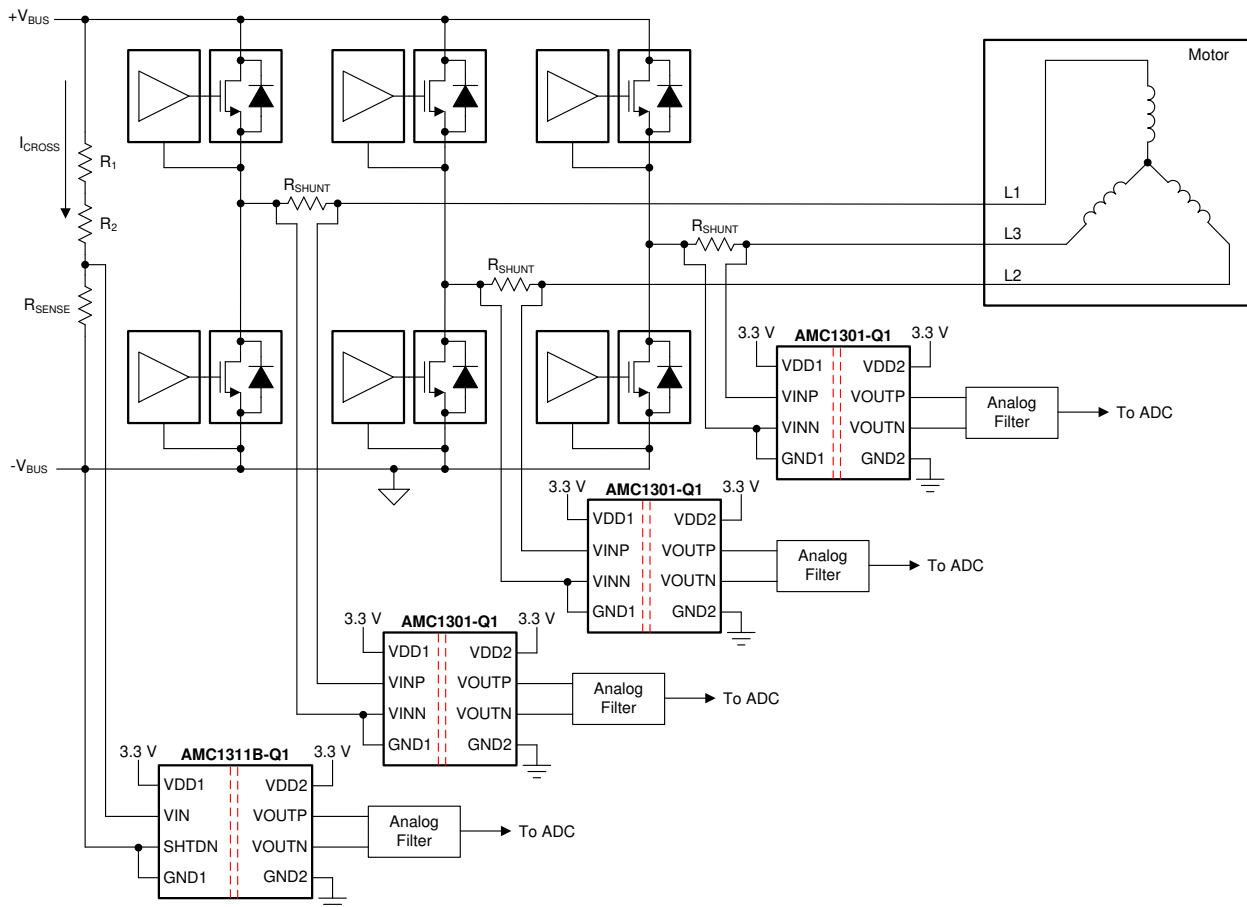 +VBUS
Motor
ICROSS
R1
RSHUNT
L1
R2
RSHUNT
L3
RSHUNT
L2
RSENSE
3.3 V
AMC1301-Q1
3.3 V
VDD1
VDD2
VINP
VOUTP
Analog
Filter
To ADC
VINN
VOUTN
GND1
GND2
-VBUS
3.3 V
AMC1301-Q1
3.3 V
VDD1
VDD2
VINP
VOUTP
Analog
Filter
To ADC
VINN
VOUTN
GND1
GND2
3.3 V
AMC1301-Q1
3.3 V
VDD1
VDD2
VINP
VOUTP
Analog
Filter
To ADC
VINN
VOUTN
GND1
GND2
3.3 V
AMC1311B-Q1
3.3 V
VDD1
VDD2
VIN
VOUTP
Analog
Filter
To ADC
SHTDN
VOUTN
GND1
GND2